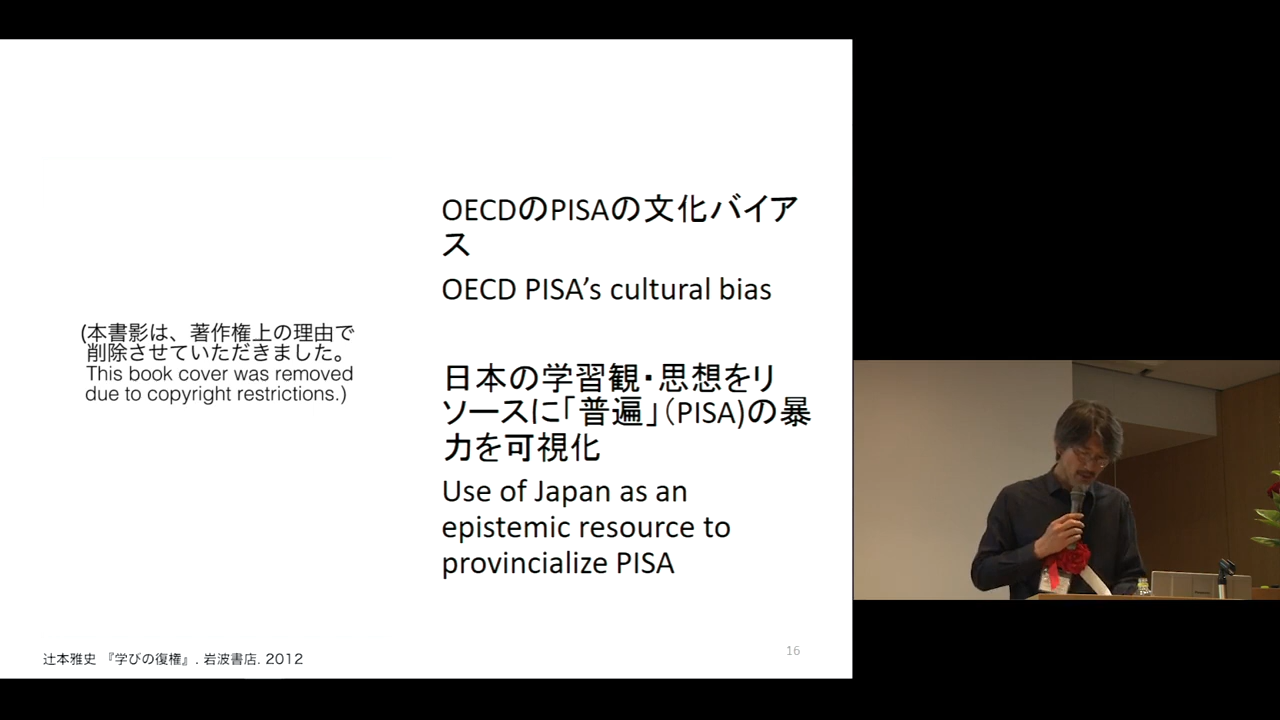 (本書影は、著作権上の理由で
削除させていただきました。
This book cover was removed
due to copyright restrictions.)
OECDのPISAの文化バイア
ス
OECD PISA’s cultural bias
日本の学習観・思想をリ
ソースに「普遍」（PISA)の暴
力を可視化
Use of Japan as an
epistemic resource to
provincialize PISA
辻本雅史 『学びの復権』. 岩波書店. 2012
16